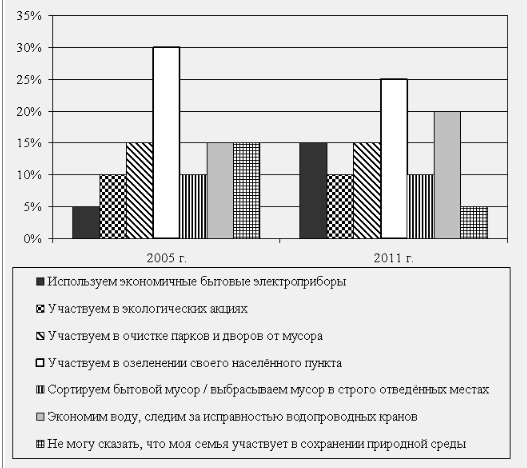 35%
30%
25%
20%
15%
10%
5%
0%
2005 г. 2011 г.
Используем экономичные бытовые электроприборы
Участвуем в экологических акциях
Участвуем в очистке парков и дворов от мусора
Участвуем в озеленении своего населённого пункта
Сортируем бытовой мусор / выбрасываем мусор в строго отведённых местах
Экономим воду, следим за исправностью водопроводных кранов
Не могу сказать, что моя семья участвует в сохранении природной среды